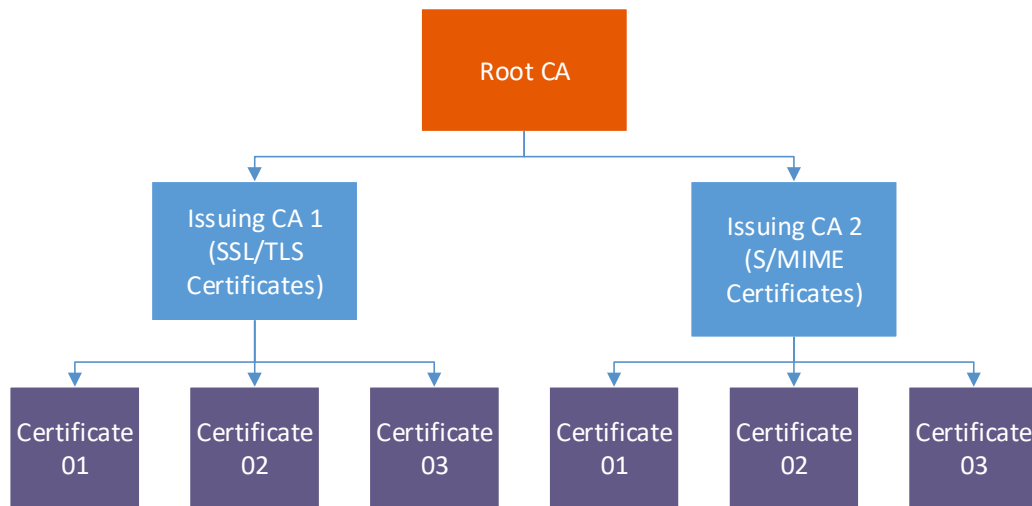 Root CA
Issuing CA 1
(SSL/TLS
Certificates)
Issuing CA 2
(S/MIME
Certificates)
Certificate
01
Certificate
02
Certificate
03
Certificate
01
Certificate
02
Certificate
03